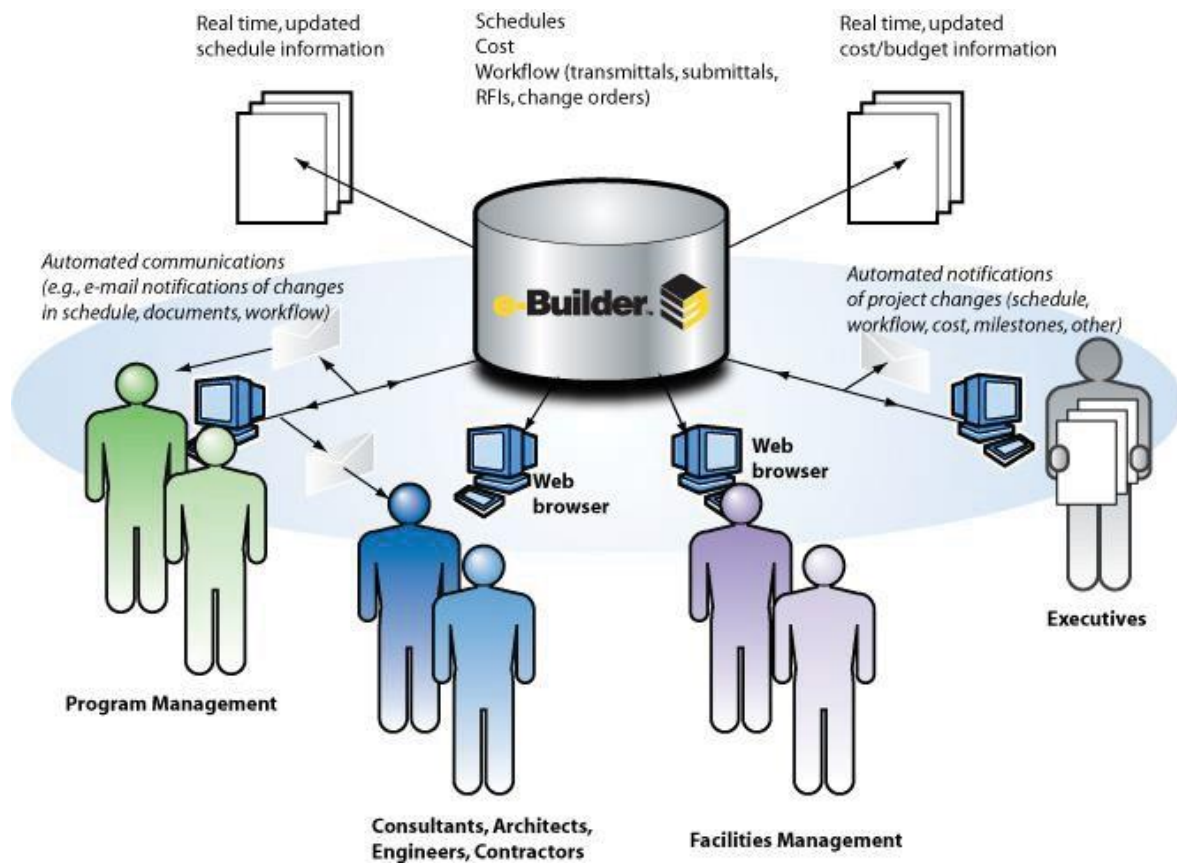 Real time, updated
schedule information
Schedules
Cost
Workflow (transmittals, submittals,
RFIs, change orders)
Real time, updated
cost/budget information
e-Builder™
Automated communications
(e.g., e-mail notifications of changes
in schedule, documents, workflow)
Automated notifications
of project changes (schedule,
workflow, cost, milestones, other)
Web
browser
Web
browser
Executives
Program Management
Consultants, Architects,
Engineers, Contractors
Facilities Management